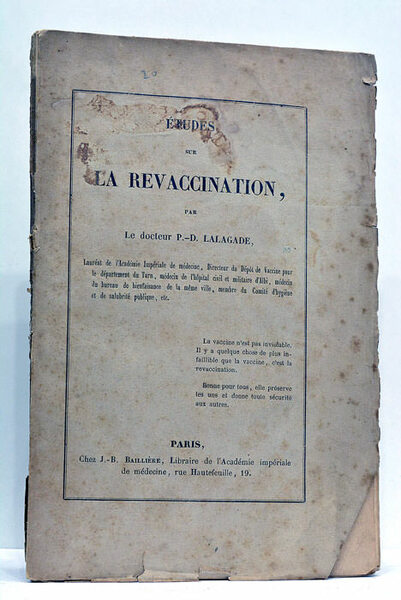 20
ÉTUDES
SUR
LA REVACCINATION,
PAR
Le docteur P.-D. LALAGADE,
Lauréat de l'Académie Impériale de médecine, Directeur du Dépôt de Vaccine pour
le département du Tarn, médecin de l'hôpital civil et militaire d'Albi, médecin
du bureau de bienfaisance de la même ville, membre du Comité d'hygiène
et de salubrité publique, etc.
La vaccine n'est pas inviolable.
Il y a quelque chose de plus in-
faillible que la vaccine, c'est la
revaccination.
Bonne pour tous, elle préserve
les uns et donne toute sécurité
aux autres.
PARIS,
Chez J.-B. BAILLIÈRE, Libraire de l'Académie impériale
de médecine, rue Hautefeuille, 19.